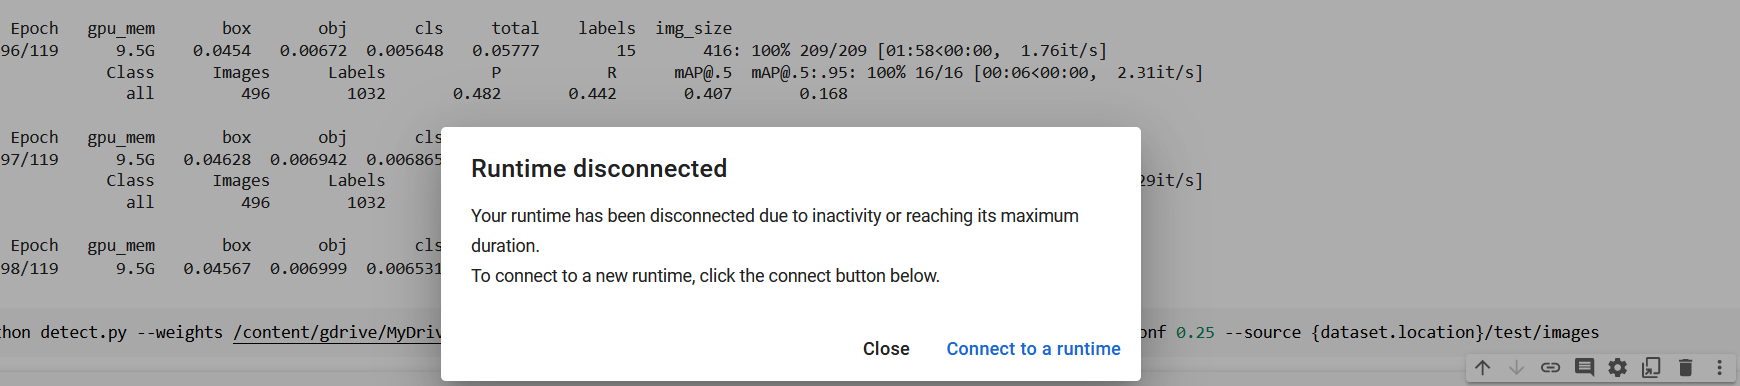 Epoch gpu_mem box obj cls total labels img_size
96/119 9.5G 0.0454 0.00672 0.005648 0.05777 15 416: 100% 209/209 [01:58<00:00, 1.76it/s]
Class Images Labels P R mAP@.5 mAP@.5:.95: 100% 16/16 [00:06<00:00, 2.31it/s]
all 496 1032 0.482 0.442 0.407 0.168
Epoch gpu_mem box obj cls
97/119 9.5G 0.04628 0.006942 0.006865
Class Images Labels 29it/s]
all 496 1032
Epoch gpu_mem box obj cls
98/119 9.5G 0.04567 0.006999 0.006531
Runtime disconnected
Your runtime has been disconnected due to inactivity or reaching its maximum
duration.
To connect to a new runtime, click the connect button below.
Close Connect to a runtime
hon detect.py --weights /content/gdrive/MyDriv onf 0.25 --source {dataset.location}/test/images